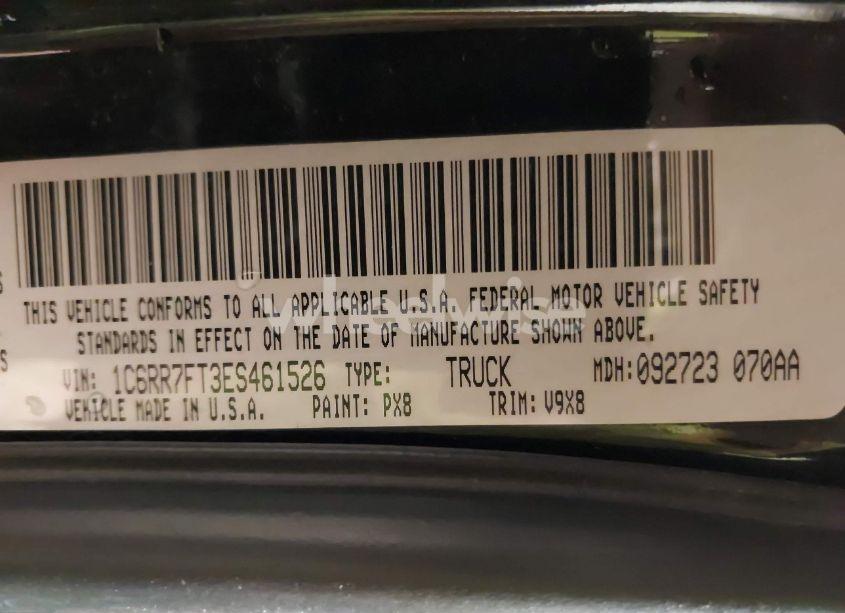 THIS VEHICLE CONFORMS TO ALL APPLICABLE U.S.A. FEDERAL MOTOR VEHICLE SAFETY
STANDARDS IN EFFECT ON THE DATE OF MANUFACTURE SHOWN ABOVE.
VIN: 1C6RR7FT3ES461526 TYPE: TRUCK MDH: 092723 070AA
VEHICLE MADE IN U.S.A. PAINT: PX8 TRIM: V9X8
wheelwise